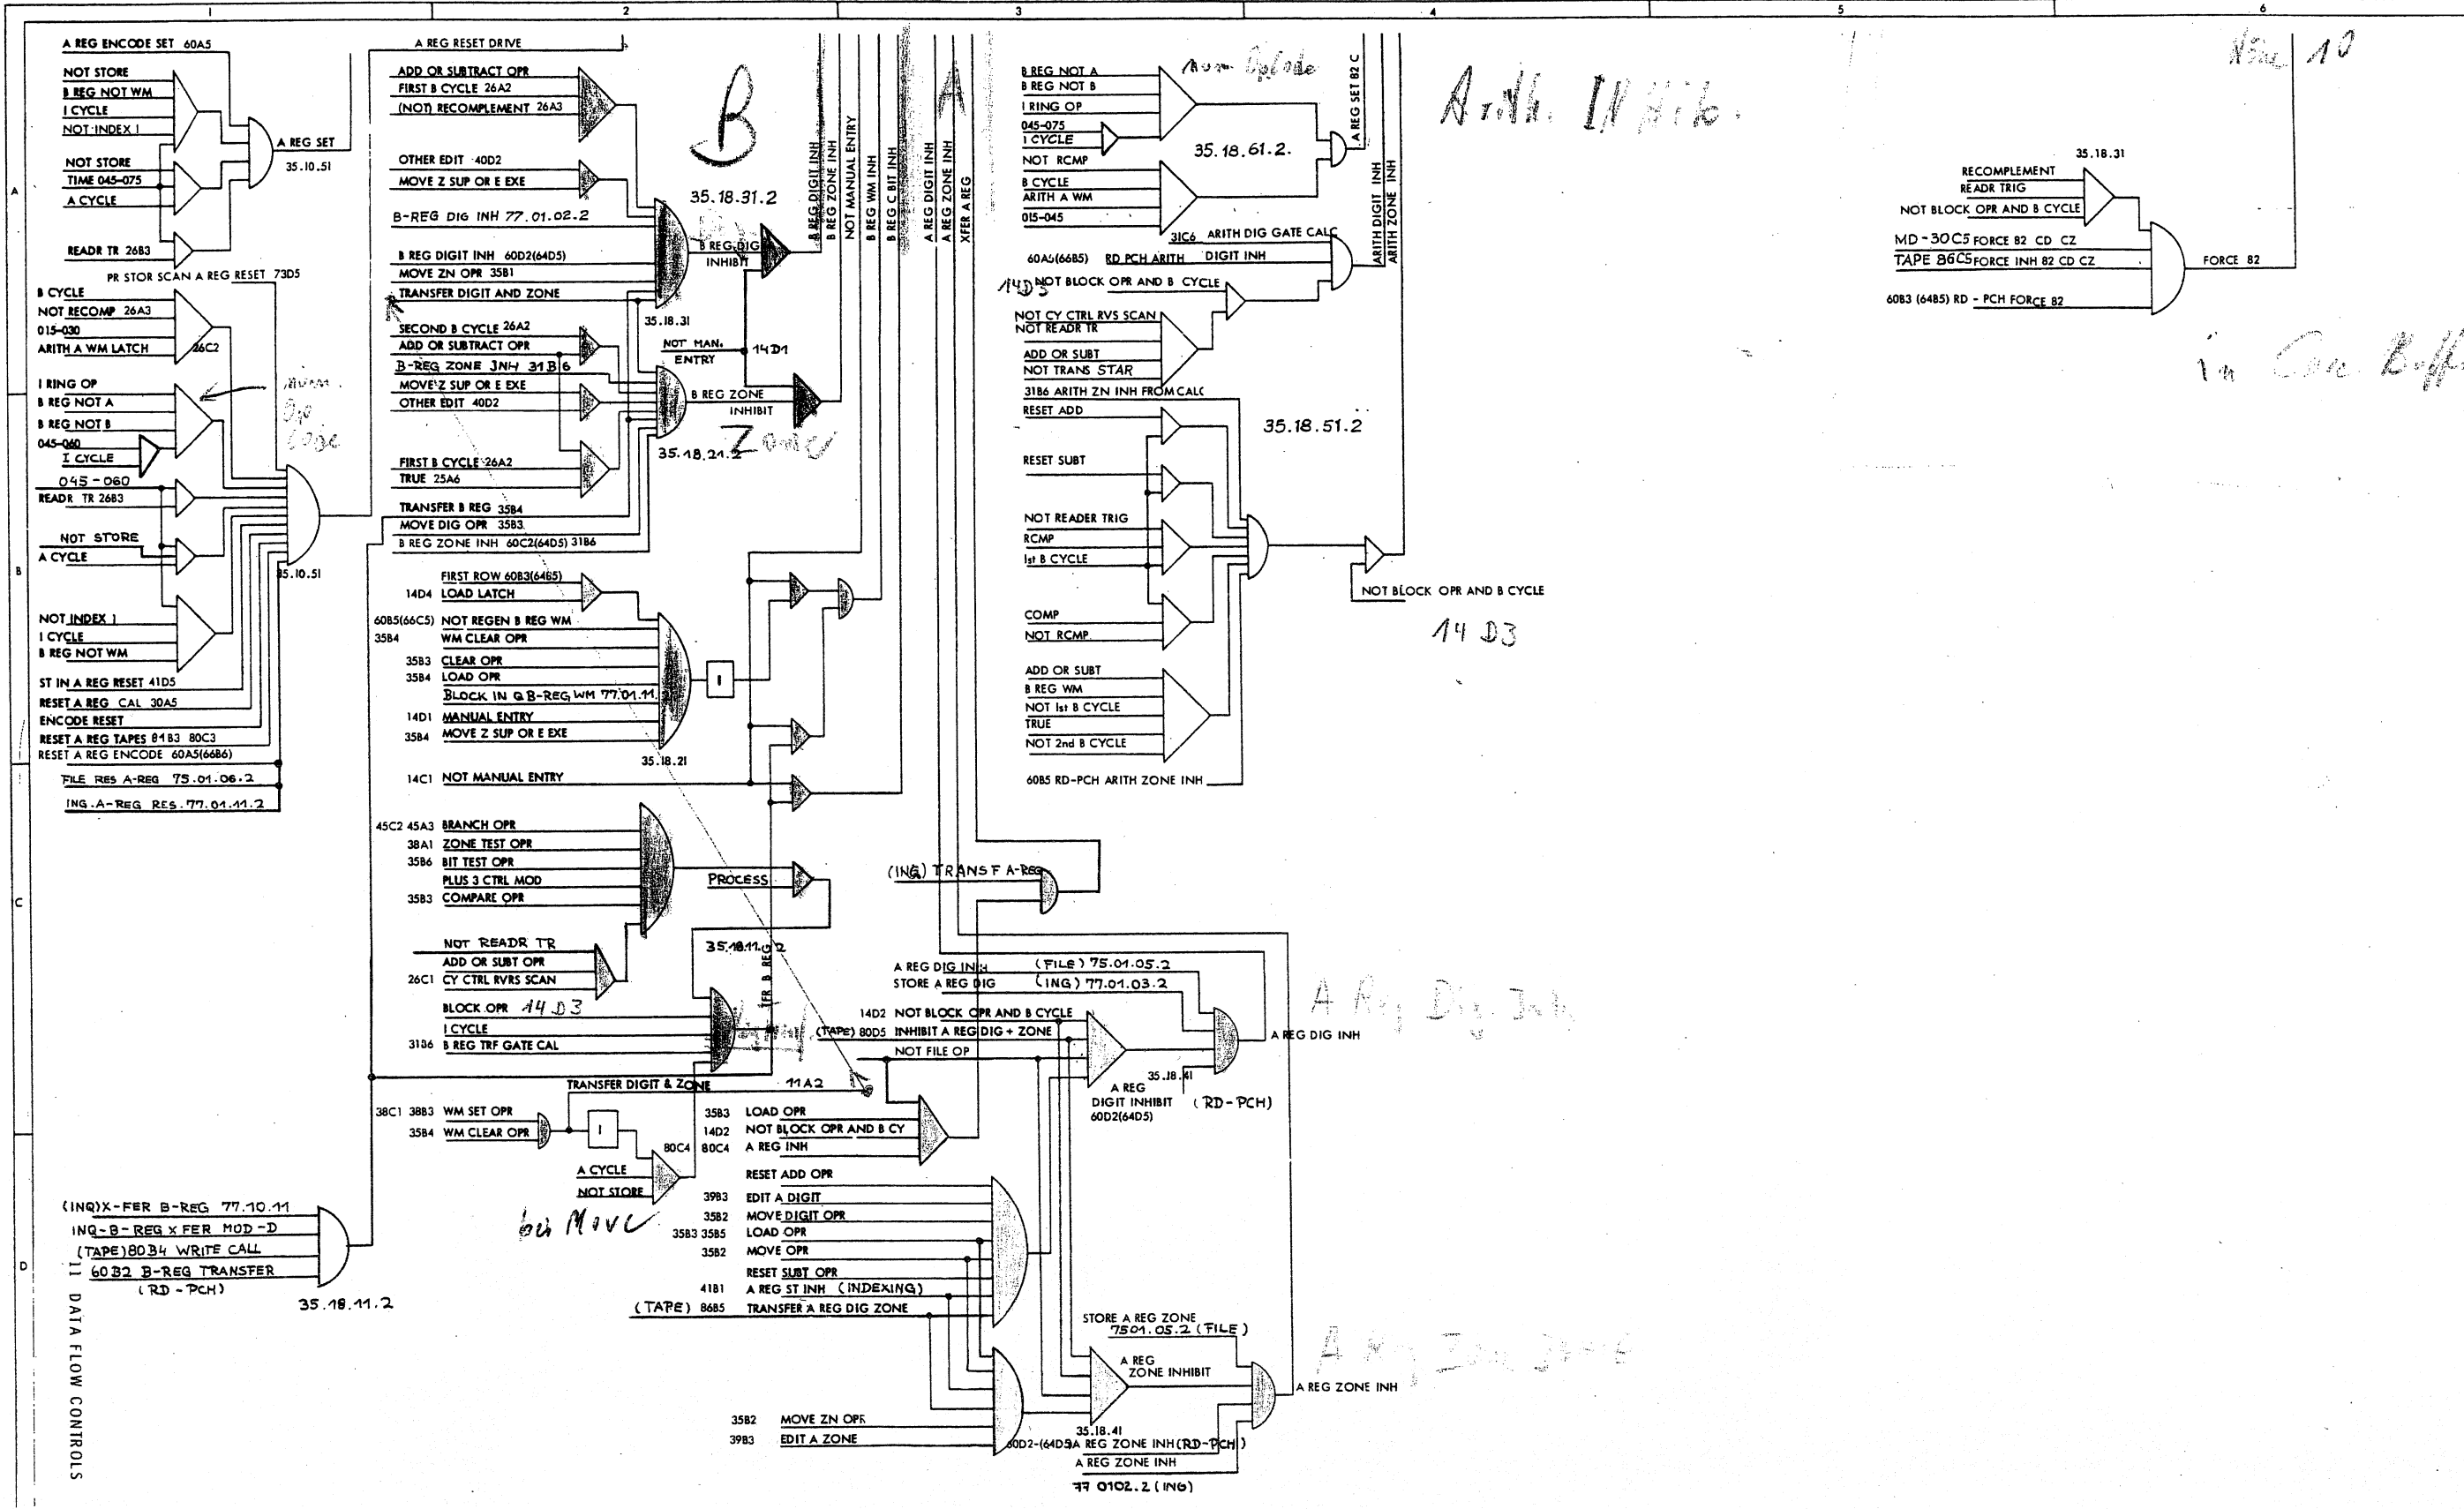 1
2
3
4
5
6
A
B
C
D
A REG ENCODE SET 60A5
NOT STORE
B REG NOT WM
I CYCLE
NOT INDEX I
NOT STORE
TIME 045-075
A CYCLE
READR TR 26B3
A REG SET
35.10.51
PR STOR SCAN A REG RESET 73D5
B CYCLE
NOT RECOMP 26A3
015-030
ARITH A WM LATCH
26C2
I RING OP
B REG NOT A
B REG NOT B
045-060
I CYCLE
045-060
READR TR 26B3
NOT STORE
A CYCLE
35.10.51
NOT INDEX I
I CYCLE
B REG NOT WM
ST IN A REG RESET 41D5
RESET A REG CAL 30A5
ENCODE RESET
RESET A REG TAPES 81B3 80C3
RESET A REG ENCODE 60A5(66B6)
FILE RES A-REG 75.01.06.2
ING.A-REG RES.77.01.11.2
(INQ)X-FER B-REG 77.10.11
INQ-B-REG XFER MOD-D
(TAPE)80B4 WRITE CALL
60B2 B-REG TRANSFER
(RD-PCH)
35.18.11.2
11 DATA FLOW CONTROLS
A REG RESET DRIVE
ADD OR SUBTRACT OPR
FIRST B CYCLE 26A2
(NOT) RECOMPLEMENT 26A3
B
OTHER EDIT 40D2
MOVE Z SUP OR E EXE
B-REG DIG INH 77.01.02.2
35.18.31.2
B REG DIGIT INH 60D2(64D5)
MOVE ZN OPR 35B1
TRANSFER DIGIT AND ZONE
B REG DIG
INHIBIT
35.18.31
SECOND B CYCLE 26A2
ADD OR SUBTRACT OPR
B-REG ZONE INH 31B6
MOVE Z SUP OR E EXE
OTHER EDIT 40D2
NOT MAN.
ENTRY
14D1
B REG ZONE
INHIBIT
Zone
35.18.21.2
FIRST B CYCLE 26A2
TRUE 25A6
TRANSFER B REG 35B4
MOVE DIG OPR 35B3
B REG ZONE INH 60C2(64D5) 31B6
FIRST ROW 60B3(64B5)
14D4 LOAD LATCH
60B5(66C5) NOT REGEN B REG WM
35B4 WM CLEAR OPR
35B3 CLEAR OPR
35B4 LOAD OPR
BLOCK IN Q B-REG WM 77.01.11.
14D1 MANUAL ENTRY
35B4 MOVE Z SUP OR E EXE
I
35.18.21
14C1 NOT MANUAL ENTRY
45C2 45A3 BRANCH OPR
38A1 ZONE TEST OPR
35B6 BIT TEST OPR
PLUS 3 CTRL MOD
35B3 COMPARE OPR
PROCESS
NOT READR TR
ADD OR SUBT OPR
26C1 CY CTRL RVRS SCAN
35.18.11.2
TFR B REG
BLOCK OPR 14D3
I CYCLE
31B6 B REG TRF GATE CAL
TRANSFER DIGIT & ZONE 11A2
38C1 38B3 WM SET OPR
35B4 WM CLEAR OPR
I
A CYCLE
NOT STORE
bei Move
B REG DIGIT INH
B REG ZONE INH
NOT MANUAL ENTRY
B REG WM INH
B REG C BIT INH
A
A REG DIGIT INH
A REG ZONE INH
XFER A REG
(ING) TRANSF A-REG
A REG DIG INH (FILE) 75.01.05.2
STORE A REG DIG (ING) 77.01.03.2
14D2 NOT BLOCK OPR AND B CYCLE
(TAPE) 80D5 INHIBIT A REG DIG + ZONE
NOT FILE OP
A REG
DIGIT INHIBIT
60D2(64D5)
35.18.41
(RD-PCH)
A REG DIG INH
A Reg Dig. Inh
35B3 LOAD OPR
14D2 NOT BLOCK OPR AND B CY
80C4 80C4 A REG INH
RESET ADD OPR
39B3 EDIT A DIGIT
35B2 MOVE DIGIT OPR
35B3 35B5 LOAD OPR
35B2 MOVE OPR
RESET SUBT OPR
41B1 A REG ST INH (INDEXING)
(TAPE) 86B5 TRANSFER A REG DIG ZONE
STORE A REG ZONE
7501.05.2 (FILE)
A REG
ZONE INHIBIT
A REG ZONE INH
35B2 MOVE ZN OPR
39B3 EDIT A ZONE
35.18.41
60D2-(64D5)A REG ZONE INH(RD-PCH)
A REG ZONE INH
77 0102.2 (ING)
A Reg Zone
B REG NOT A
B REG NOT B
I RING OP
045-075
I CYCLE
NOT RCMP
B CYCLE
ARITH A WM
015-045
35.18.61.2.
A REG SET 82 C
31C6 ARITH DIG GATE CALC
60A5(66B5) RD PCH ARITH DIGIT INH
14D3 NOT BLOCK OPR AND B CYCLE
ARITH DIGIT INH
ARITH ZONE INH
NOT CY CTRL RVS SCAN
NOT READR TR
ADD OR SUBT
NOT TRANS STAR
31B6 ARITH ZN INH FROM CALC
RESET ADD
35.18.51.2
RESET SUBT
NOT READER TRIG
RCMP
1st B CYCLE
COMP
NOT RCMP
NOT BLOCK OPR AND B CYCLE
14 D3
ADD OR SUBT
B REG WM
NOT 1st B CYCLE
TRUE
NOT 2nd B CYCLE
60B5 RD-PCH ARITH ZONE INH
Arith.
10
35.18.31
RECOMPLEMENT
READR TRIG
NOT BLOCK OPR AND B CYCLE
MD-30C5 FORCE 82 CD CZ
TAPE 86C5 FORCE INH 82 CD CZ
60B3 (64B5) RD - PCH FORCE 82
FORCE 82
in